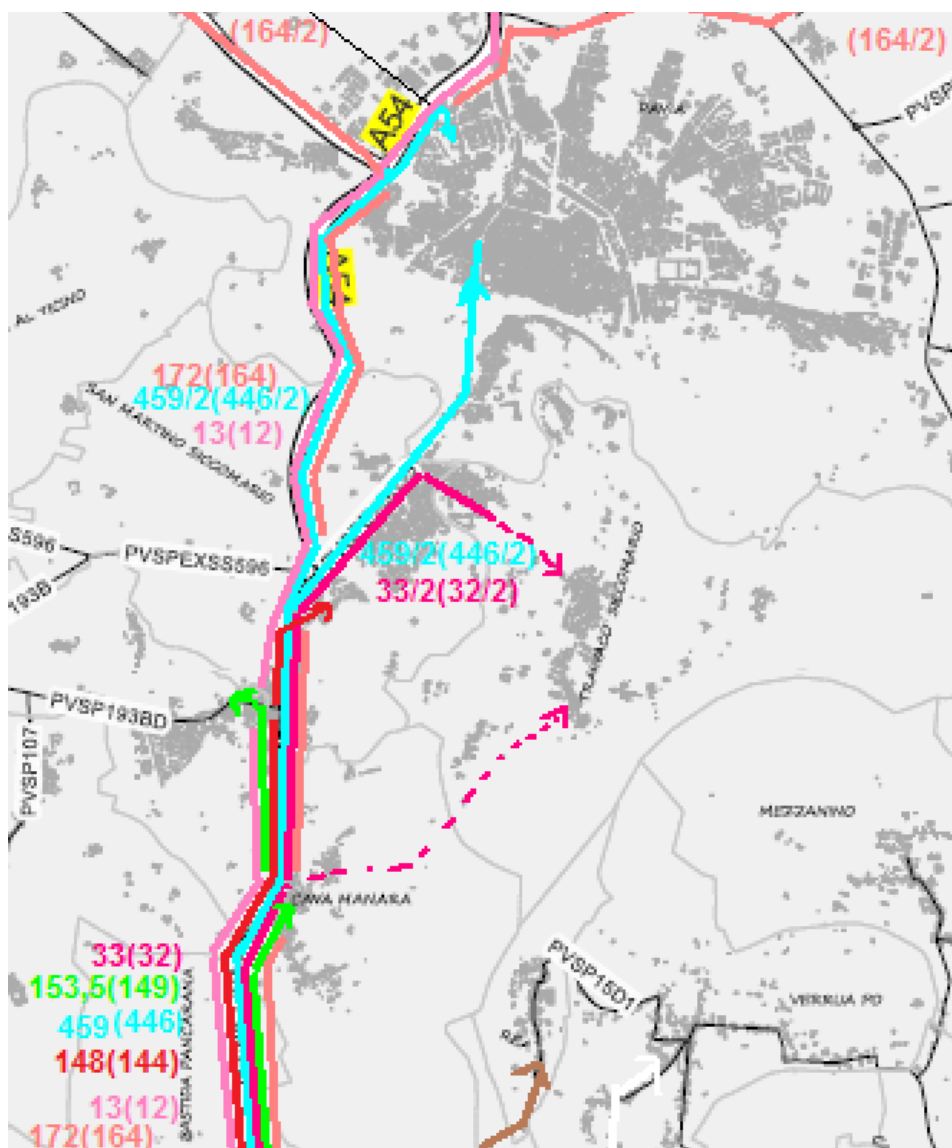 (164/2)
(164/2)
A54
PAVIA
PVSP
A54
AL TICINO
172(164)
459/2(446/2)
13(12)
SAN MARTINO SICCOMARIO
SS596
PVSPEXSS596
193B
459/2(446/2)
33/2(32/2)
TRAVACO' SICCOMARIO
PVSP193BD
PVSP107
MEZZANINO
CAVA MANARA
33(32)
153,5(149)
459(446)
148(144)
13(12)
172(164)
BASTIDA PANCARANA
PVSP15D1
VERRUA PO